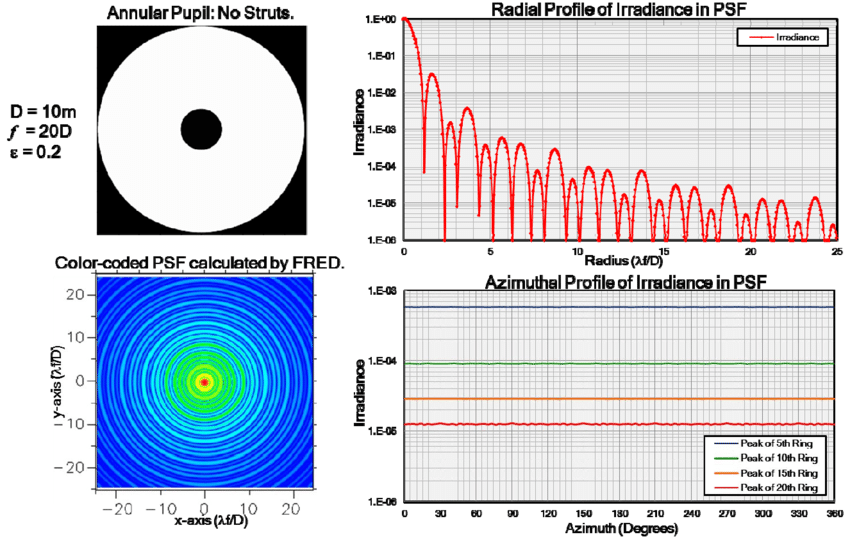 Annular Pupil: No Struts.
D = 10m
f = 20D
ε = 0.2
Radial Profile of Irradiance in PSF
Irradiance
1.E+00
1.E-01
1.E-02
1.E-03
1.E-04
1.E-05
1.E-06
Irradiance
0 5 10 15 20 25
Radius (λf/D)
Color-coded PSF calculated by FRED.
20
10
0
−10
−20
y-axis (λf/D)
−20 −10 0 10 20
x-axis (λf/D)
Azimuthal Profile of Irradiance in PSF
1.E-03
1.E-04
1.E-05
1.E-06
Irradiance
Peak of 5th Ring
Peak of 10th Ring
Peak of 15th Ring
Peak of 20th Ring
0 30 60 90 120 150 180 210 240 270 300 330 360
Azimuth (Degrees)